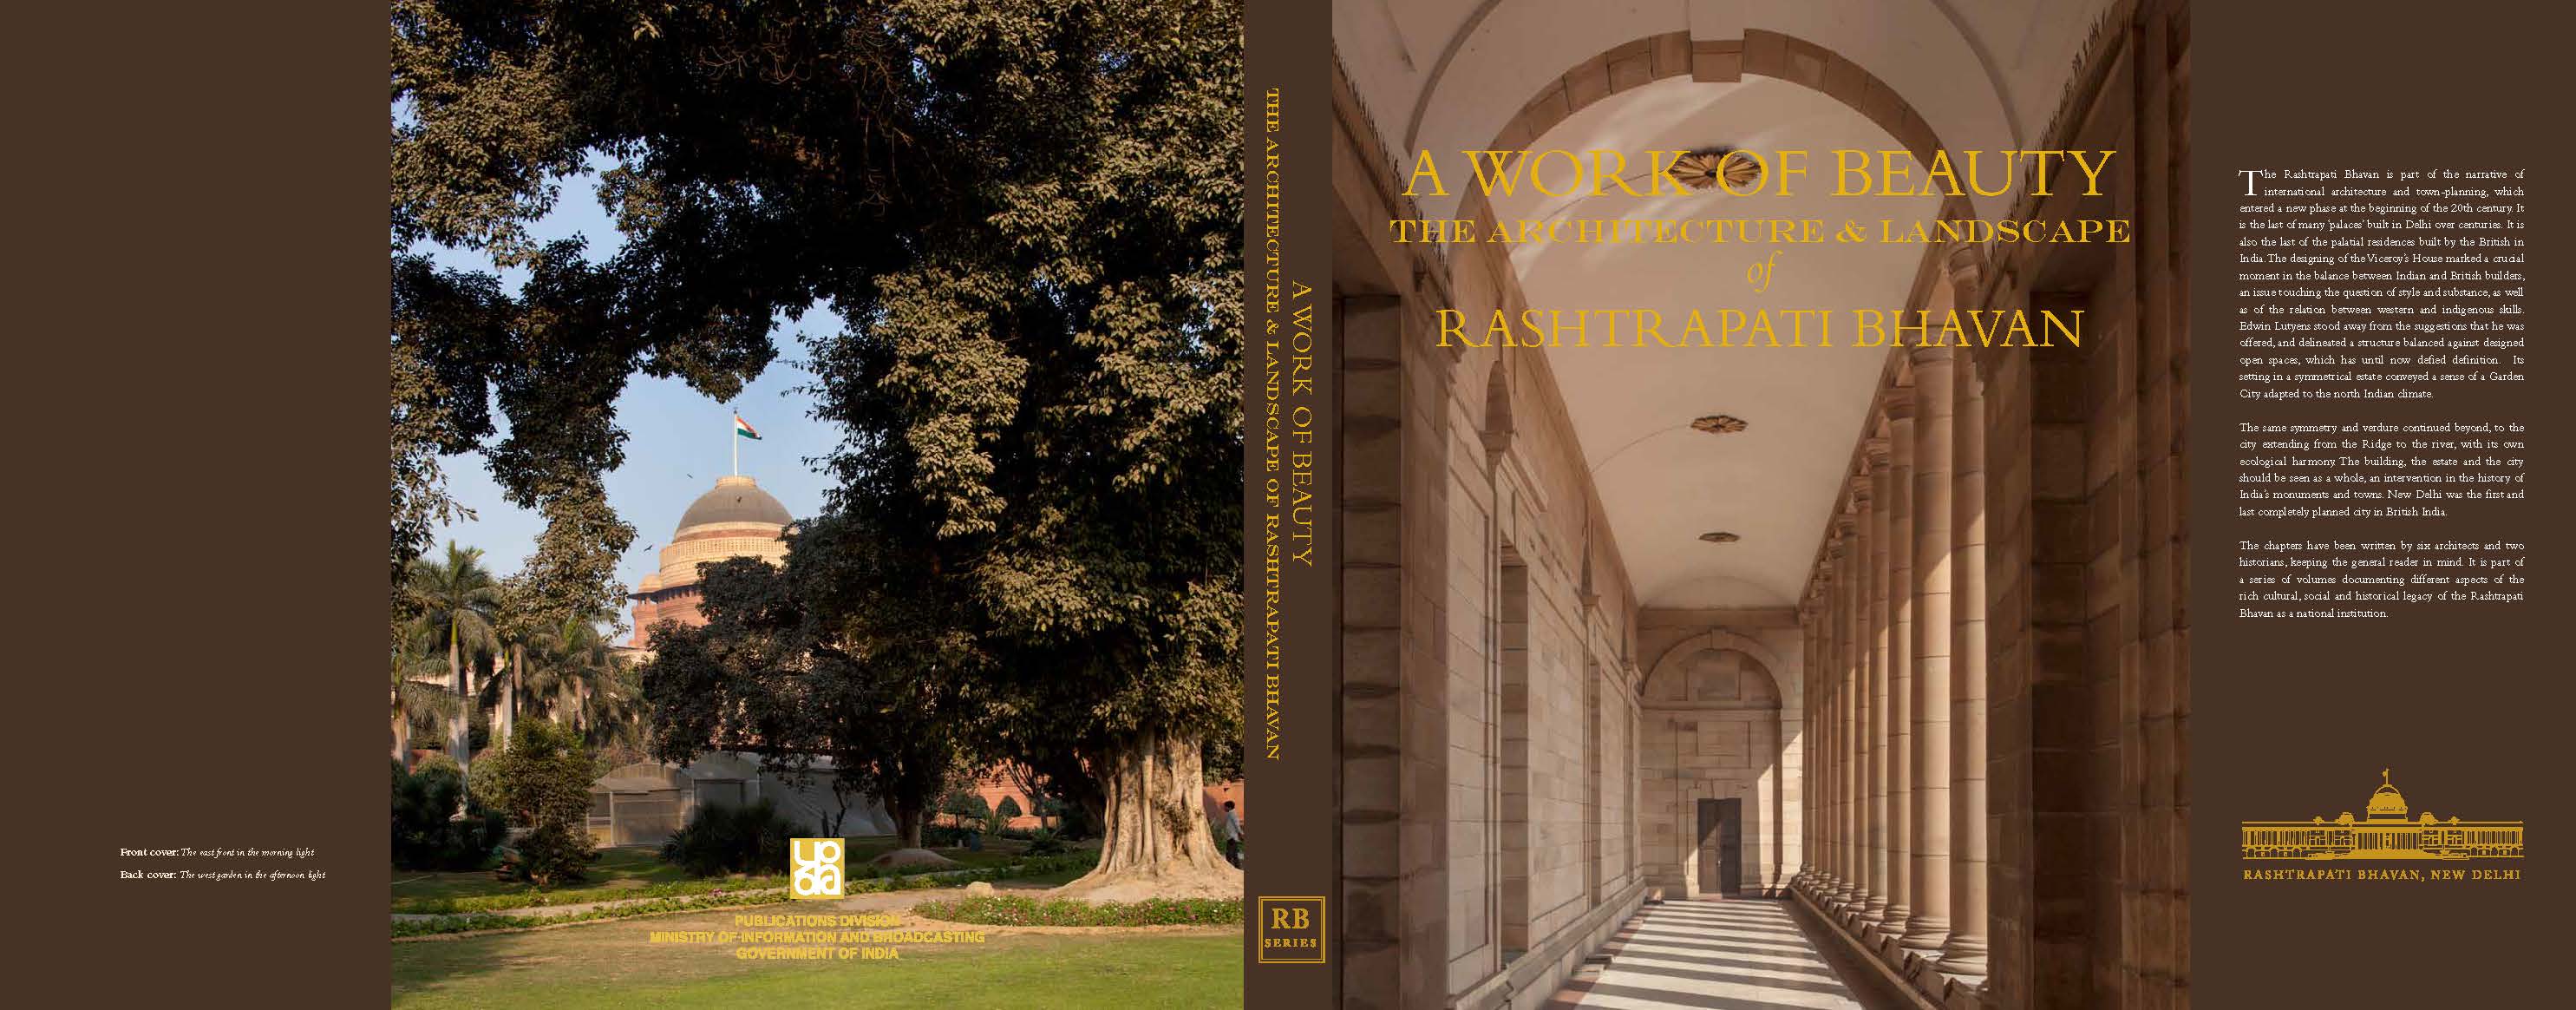 Front cover: The east front in the morning light
Back cover: The west garden in the afternoon light
PUBLICATIONS DIVISION
MINISTRY OF INFORMATION AND BROADCASTING
GOVERNMENT OF INDIA
A WORK OF BEAUTY
THE ARCHITECTURE & LANDSCAPE OF RASHTRAPATI BHAVAN
RB
SERIES
A WORK OF BEAUTY
THE ARCHITECTURE & LANDSCAPE
of
RASHTRAPATI BHAVAN
The Rashtrapati Bhavan is part of the narrative of
international architecture and town-planning, which
entered a new phase at the beginning of the 20th century. It
is the last of many 'palaces' built in Delhi over centuries. It is
also the last of the palatial residences built by the British in
India. The designing of the Viceroy's House marked a crucial
moment in the balance between Indian and British builders,
an issue touching the question of style and substance, as well
as of the relation between western and indigenous skills.
Edwin Lutyens stood away from the suggestions that he was
offered, and delineated a structure balanced against designed
open spaces, which has until now defied definition. Its
setting in a symmetrical estate conveyed a sense of a Garden
City adapted to the north Indian climate.
The same symmetry and verdure continued beyond, to the
city extending from the Ridge to the river, with its own
ecological harmony. The building, the estate and the city
should be seen as a whole, an intervention in the history of
India's monuments and towns. New Delhi was the first and
last completely planned city in British India.
The chapters have been written by six architects and two
historians, keeping the general reader in mind. It is part of
a series of volumes documenting different aspects of the
rich cultural, social and historical legacy of the Rashtrapati
Bhavan as a national institution.
RASHTRAPATI BHAVAN, NEW DELHI